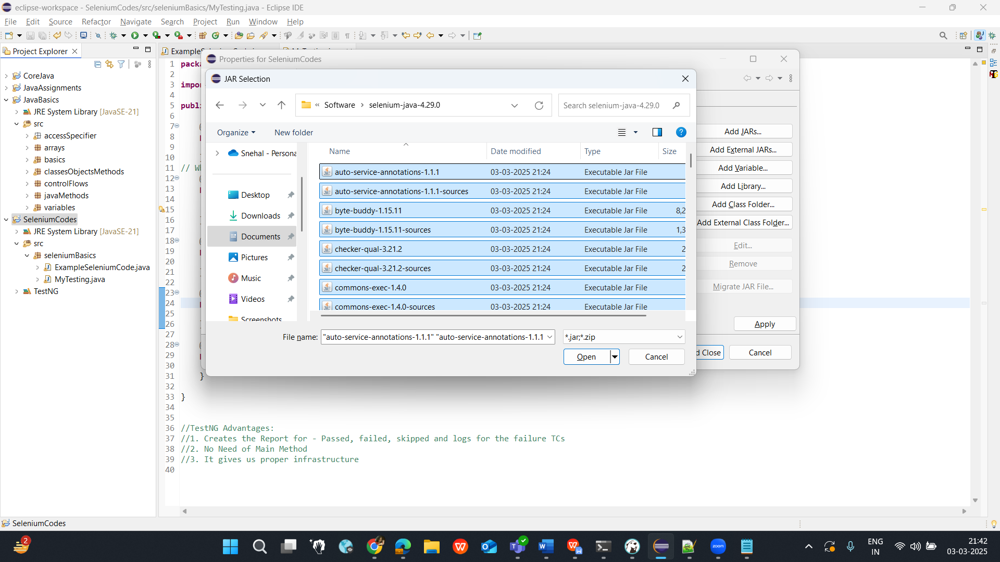 eclipse-workspace - SeleniumCodes/src/seleniumBasics/MyTesting.java - Eclipse IDE
File Edit Source Refactor Navigate Search Project Run Window Help
Project Explorer
CoreJava
JavaAssignments
JavaBasics
JRE System Library [JavaSE-21]
src
accessSpecifier
arrays
basics
classesObjectsMethods
controlFlows
javaMethods
variables
SeleniumCodes
JRE System Library [JavaSE-21]
src
seleniumBasics
ExampleSeleniumCode.java
MyTesting.java
TestNG
Properties for SeleniumCodes
JAR Selection
« Software > selenium-java-4.29.0
Search selenium-java-4.29.0
Organize
New folder
Snehal - Persona
Desktop
Downloads
Documents
Pictures
Music
Videos
Screenshots
Name Date modified Type Size
auto-service-annotations-1.1.1 03-03-2025 21:24 Executable Jar File
auto-service-annotations-1.1.1-sources 03-03-2025 21:24 Executable Jar File
byte-buddy-1.15.11 03-03-2025 21:24 Executable Jar File 8,2
byte-buddy-1.15.11-sources 03-03-2025 21:24 Executable Jar File 1,3
checker-qual-3.21.2 03-03-2025 21:24 Executable Jar File 2
checker-qual-3.21.2-sources 03-03-2025 21:24 Executable Jar File 2
commons-exec-1.4.0 03-03-2025 21:24 Executable Jar File
commons-exec-1.4.0-sources 03-03-2025 21:24 Executable Jar File
File name: "auto-service-annotations-1.1.1" "auto-service-annotations-1.1.1
*.jar;*.zip
Open
Cancel
Add JARs...
Add External JARs...
Add Variable...
Add Library...
Add Class Folder...
Add External Class Folder...
Edit...
Remove
Migrate JAR File...
Apply
d Close
Cancel
1 packa
2
3 impor
4
5 publi
6
7
8
9
10
11 // Wh
12
13
14
15
16
17
18
19
20
21
22
23
24
25
26
27
28
29
30
31 }
32
33 }
34
35
36 //TestNG Advantages:
37 //1. Creates the Report for - Passed, failed, skipped and logs for the failure TCs
38 //2. No Need of Main Method
39 //3. It gives us proper infrastructure
40
SeleniumCodes
2
zoom
ENG
IN
21:42
03-03-2025